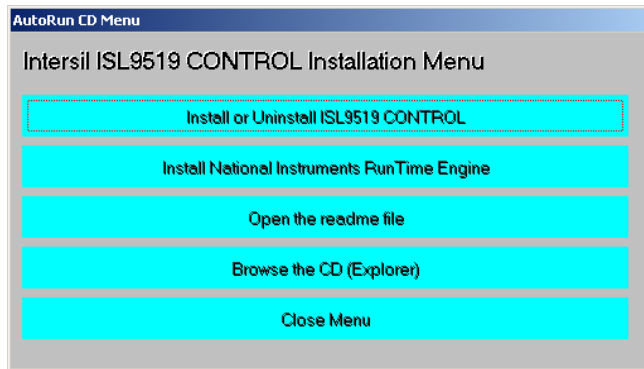 AutoRun CD Menu
Intersil ISL9519 CONTROL Installation Menu
Install or Uninstall ISL9519 CONTROL
Install National Instruments RunTime Engine
Open the readme file
Browse the CD (Explorer)
Close Menu